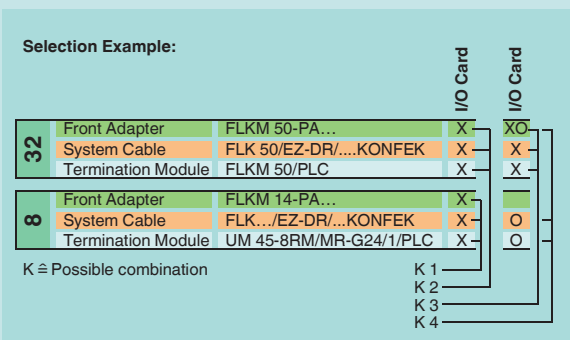 Selection Example:
I/O Card
I/O Card
32
Front Adapter FLKM 50-PA… X XO
System Cable FLK 50/EZ-DR/....KONFEK X X
Termination Module FLKM 50/PLC X X
8
Front Adapter FLKM 14-PA… X
System Cable FLK…/EZ-DR/....KONFEK X O
Termination Module UM 45-8RM/MR-G24/1/PLC X O
K ≙ Possible combination
K 1
K 2
K 3
K 4